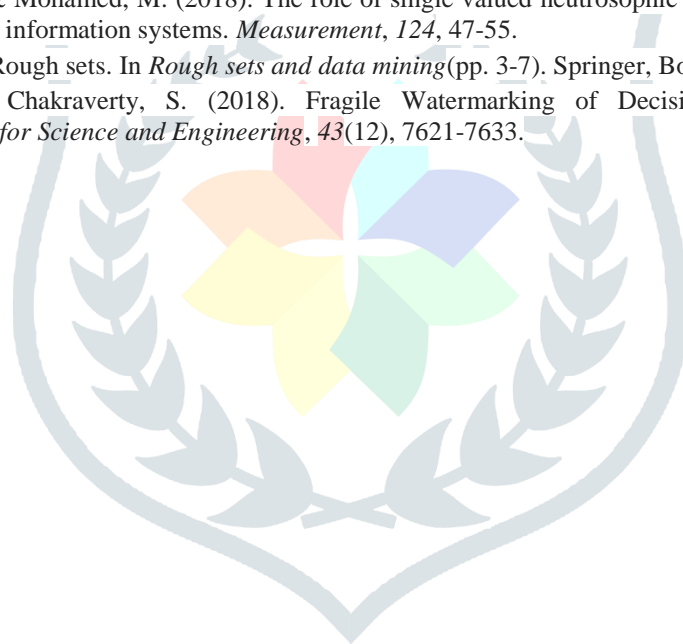 Mohamed, M. (2018). The role of single valued neutrosophic
information systems. Measurement, 124, 47-55.
Rough sets. In Rough sets and data mining(pp. 3-7). Springer,
Chakraverty, S. (2018). Fragile Watermarking of
for Science and Engineering, 43(12), 7621-7633.